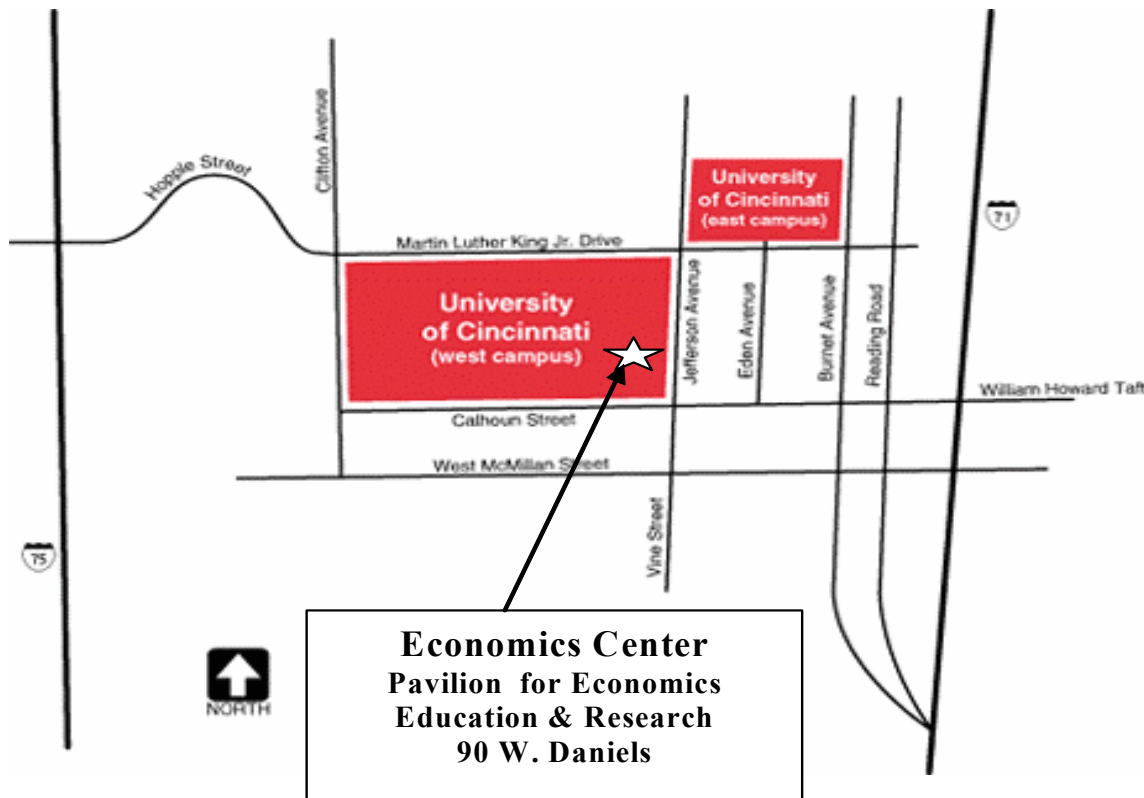 Clifton Avenue
Hopple Street
University
of Cincinnati
(east campus)
71
Martin Luther King Jr. Drive
University
of Cincinnati
(west campus)
Jefferson Avenue
Eden Avenue
Burnet Avenue
Reading Road
William Howard Taft
Calhoun Street
West McMillan Street
Vine Street
75
NORTH
Economics Center
Pavilion for Economics
Education & Research
90 W. Daniels